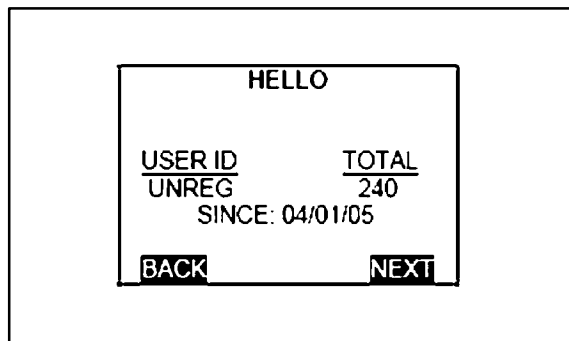 HELLO
USER ID TOTAL
UNREG 240
SINCE: 04/01/05
BACK NEXT